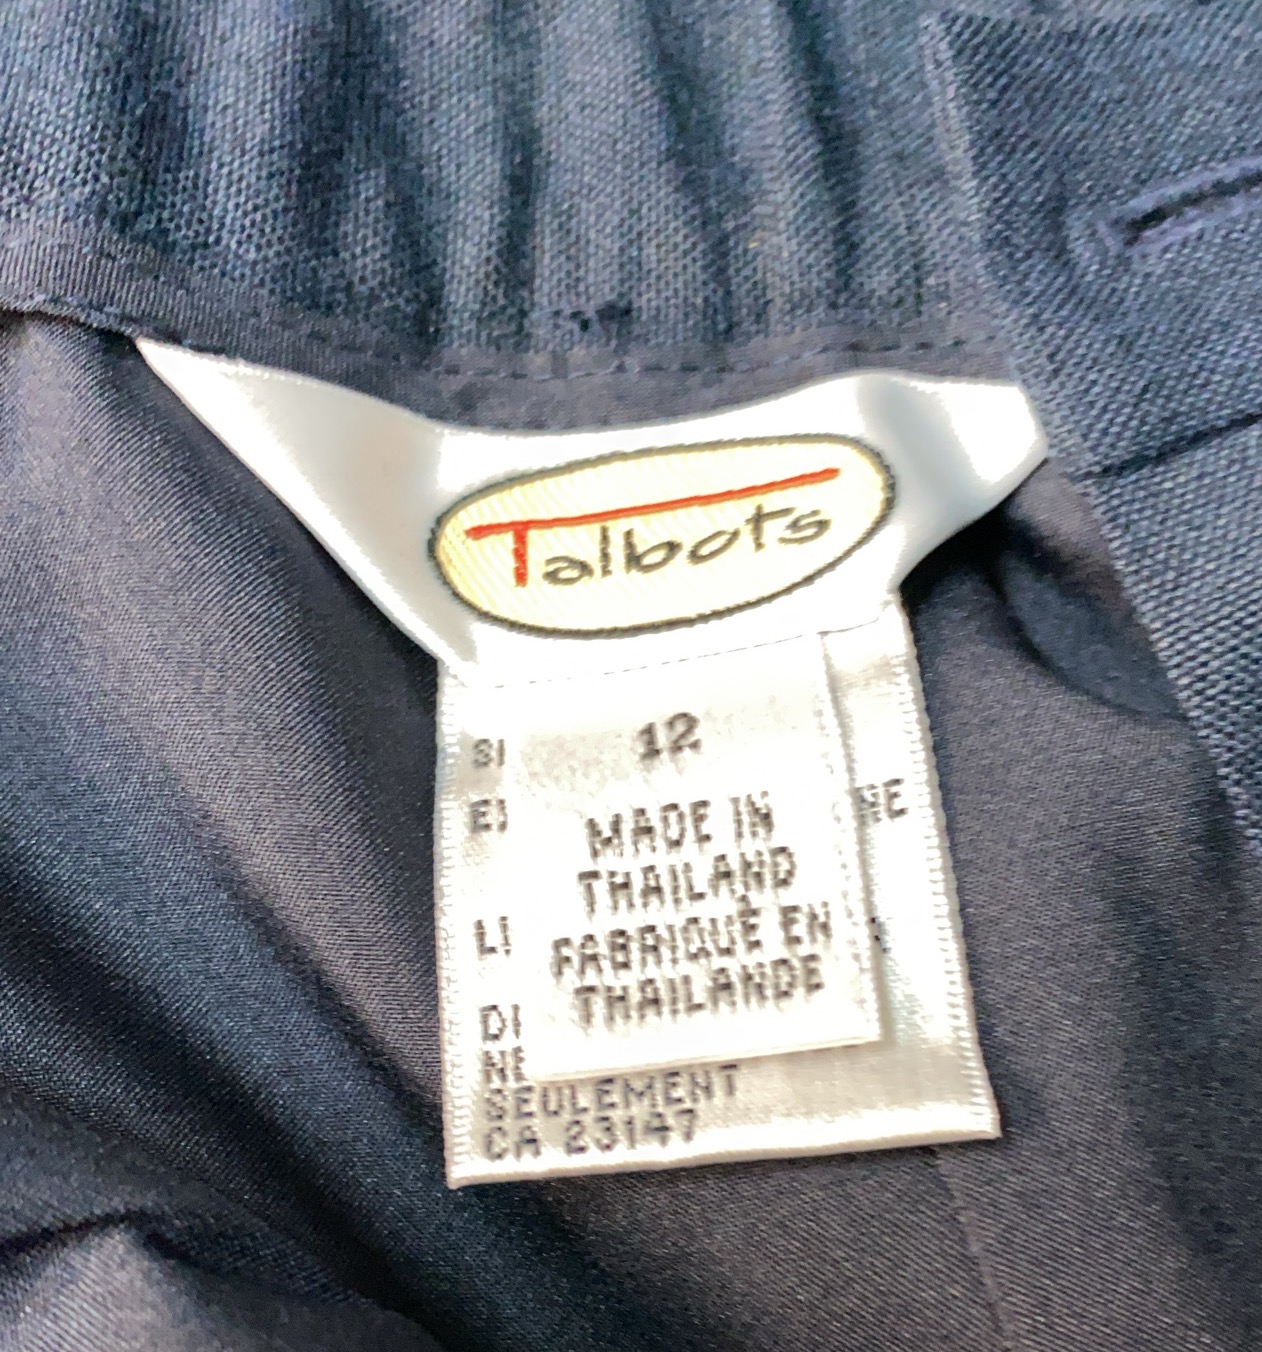 Talbots
12
MADE IN
THAILAND
FABRIQUÉ EN
THAILANDE
SEULEMENT
CA 23147